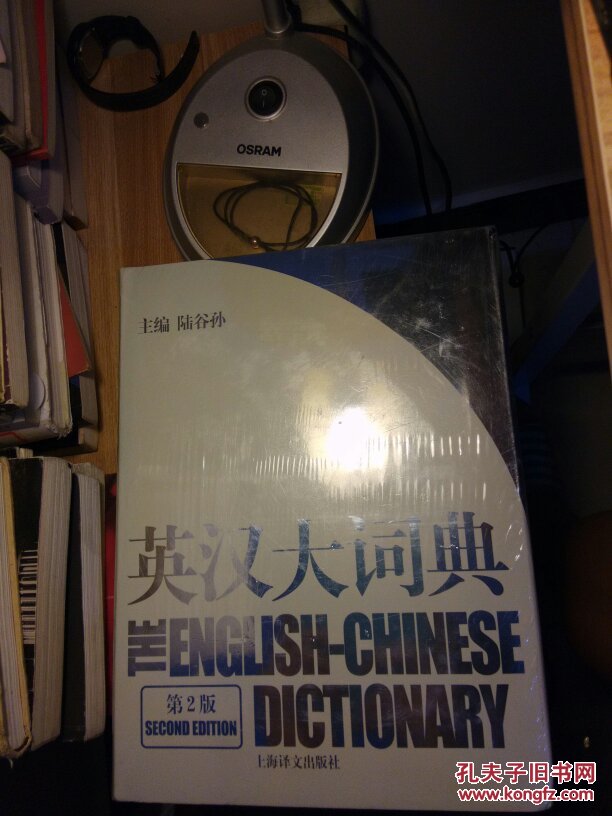 OSRAM
主编 陆谷孙
英汉大词典
THE ENGLISH-CHINESE
DICTIONARY
第2版
SECOND EDITION
上海译文出版社
孔夫子旧书网
www.kongfz.com